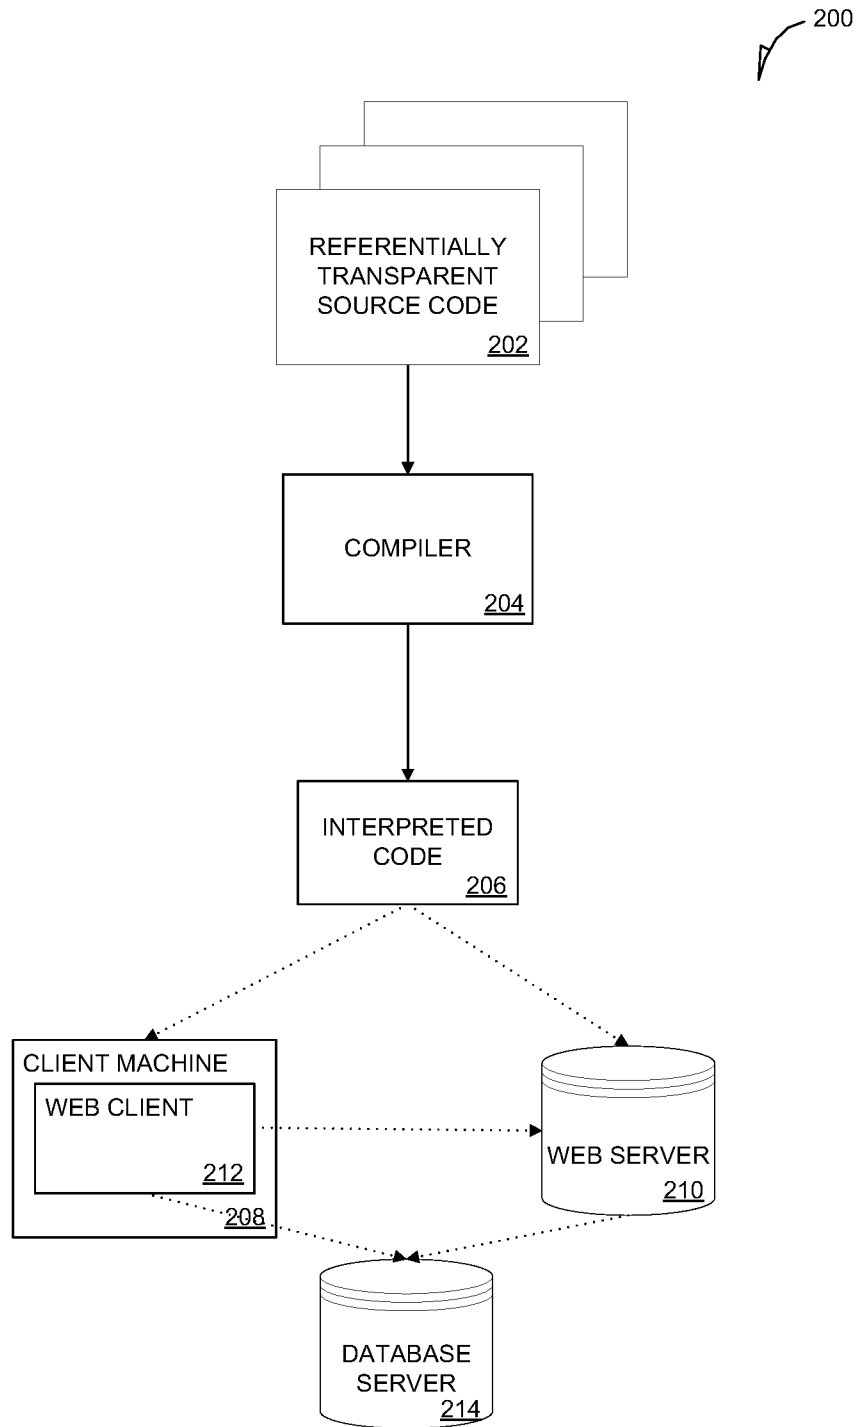 200
REFERENTIALLY
TRANSPARENT
SOURCE CODE
202
COMPILER
204
INTERPRETED
CODE
206
CLIENT MACHINE
WEB CLIENT
212
208
WEB SERVER
210
DATABASE
SERVER
214